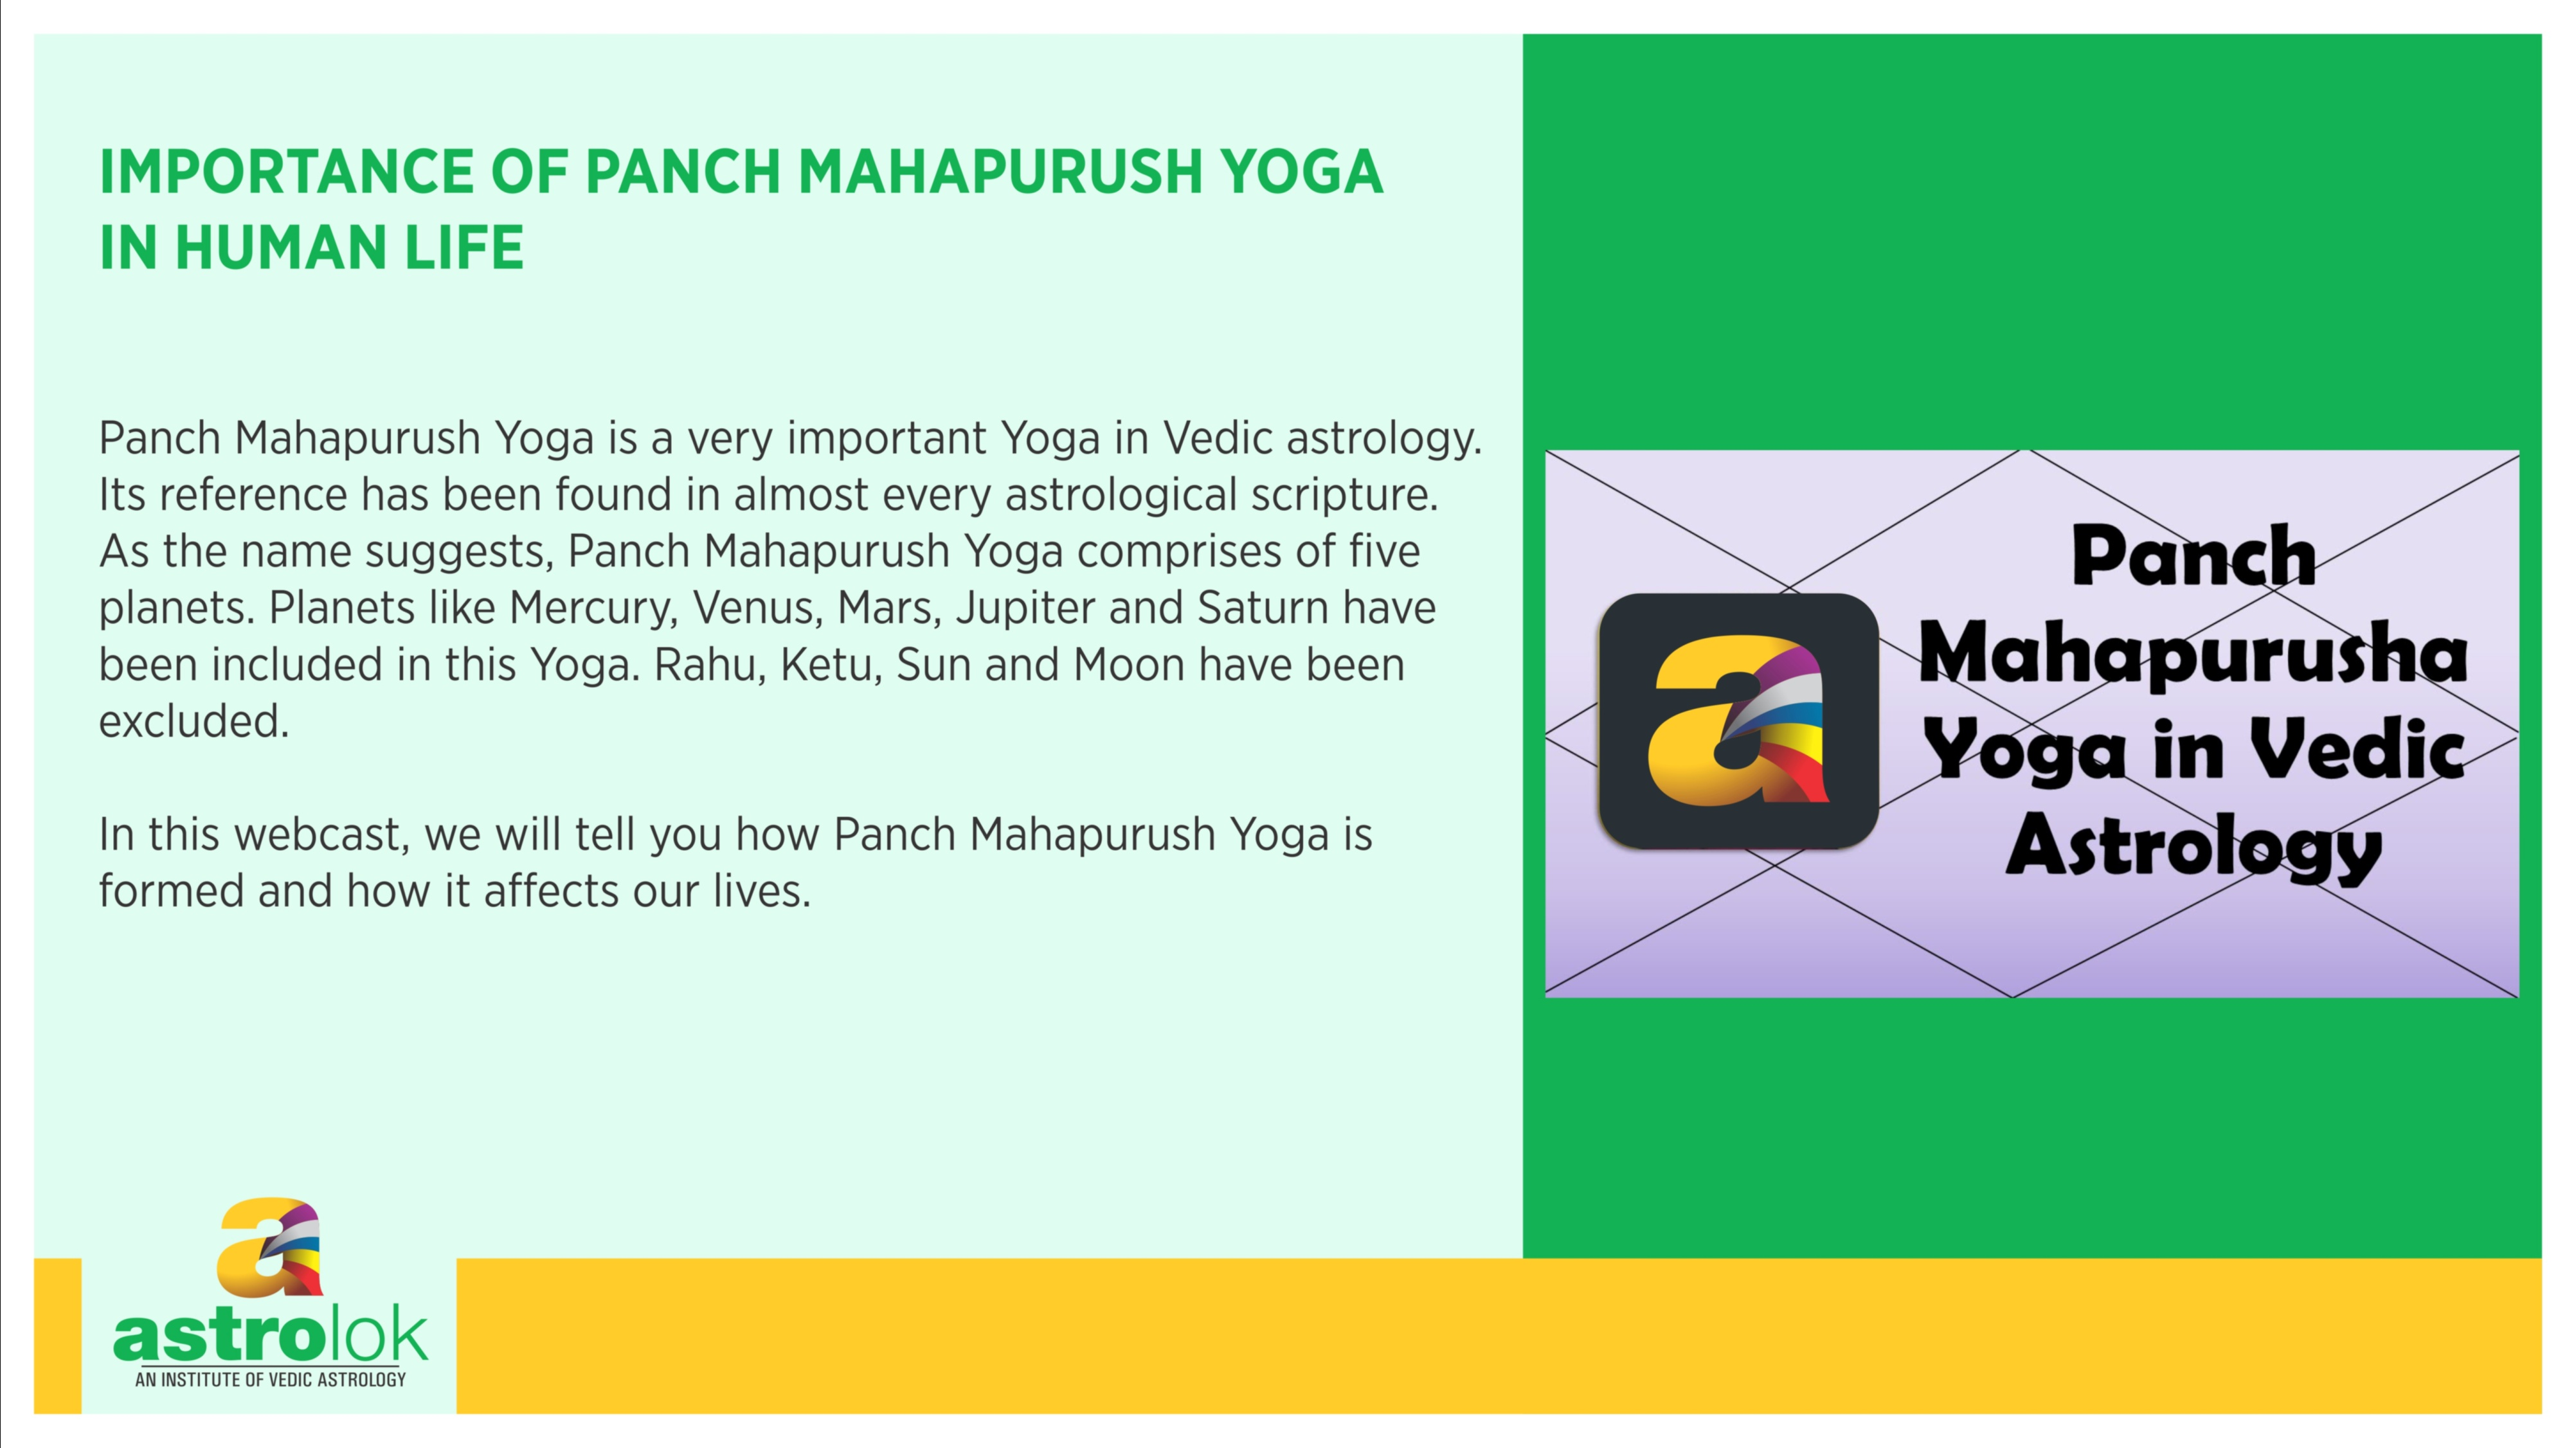 IMPORTANCE OF PANCH MAHAPURUSH YOGA
IN HUMAN LIFE
Panch Mahapurush Yoga is a very important Yoga in Vedic astrology.
Its reference has been found in almost every astrological scripture.
As the name suggests, Panch Mahapurush Yoga comprises of five
planets. Planets like Mercury, Venus, Mars, Jupiter and Saturn have
been included in this Yoga. Rahu, Ketu, Sun and Moon have been
excluded.
In this webcast, we will tell you how Panch Mahapurush Yoga is
formed and how it affects our lives.
a
Panch
Mahapurusha
Yoga in Vedic
Astrology
a
astrolok
AN INSTITUTE OF VEDIC ASTROLOGY